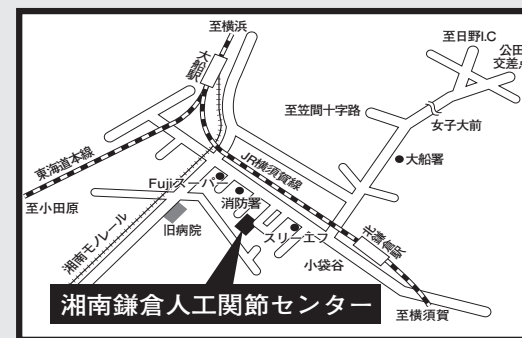 至横浜
至日野I.C
公田
交差点
大船駅
至笠間十字路
女子大前
東海道本線
JR横須賀線
大船署
Fujiスーパー
消防署
至小田原
旧病院
スリーエフ
北鎌倉駅
湘南モノレール
小袋谷
湘南鎌倉人工関節センター
至横須賀